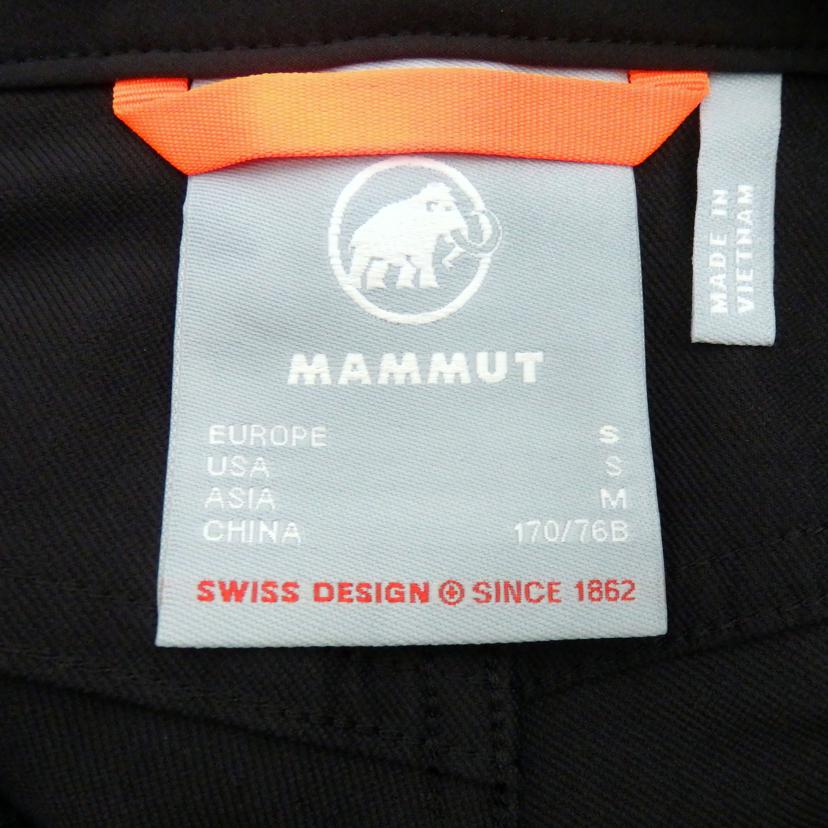 MAMMUT
EUROPE S
USA S
ASIA M
CHINA 170/76B
SWISS DESIGN SINCE 1862
MADE IN
VIETNAM